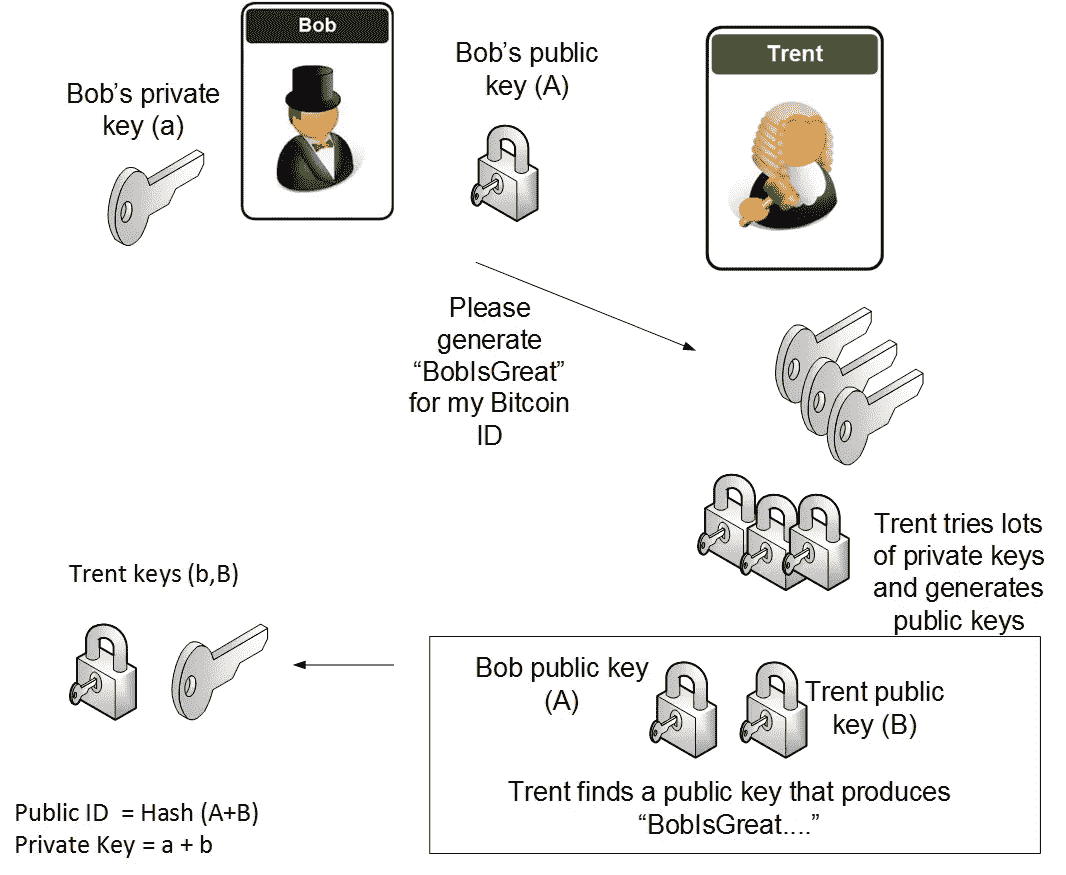 Bob
Bob's private
key (a)
Bob's public
key (A)
Trent
Please
generate
“BobIsGreat”
for my Bitcoin
ID
Trent tries lots
of private keys
and generates
public keys
Trent keys (b,B)
Bob public key
(A)
Trent public
key (B)
Trent finds a public key that produces
“BobIsGreat....”
Public ID = Hash (A+B)
Private Key = a + b